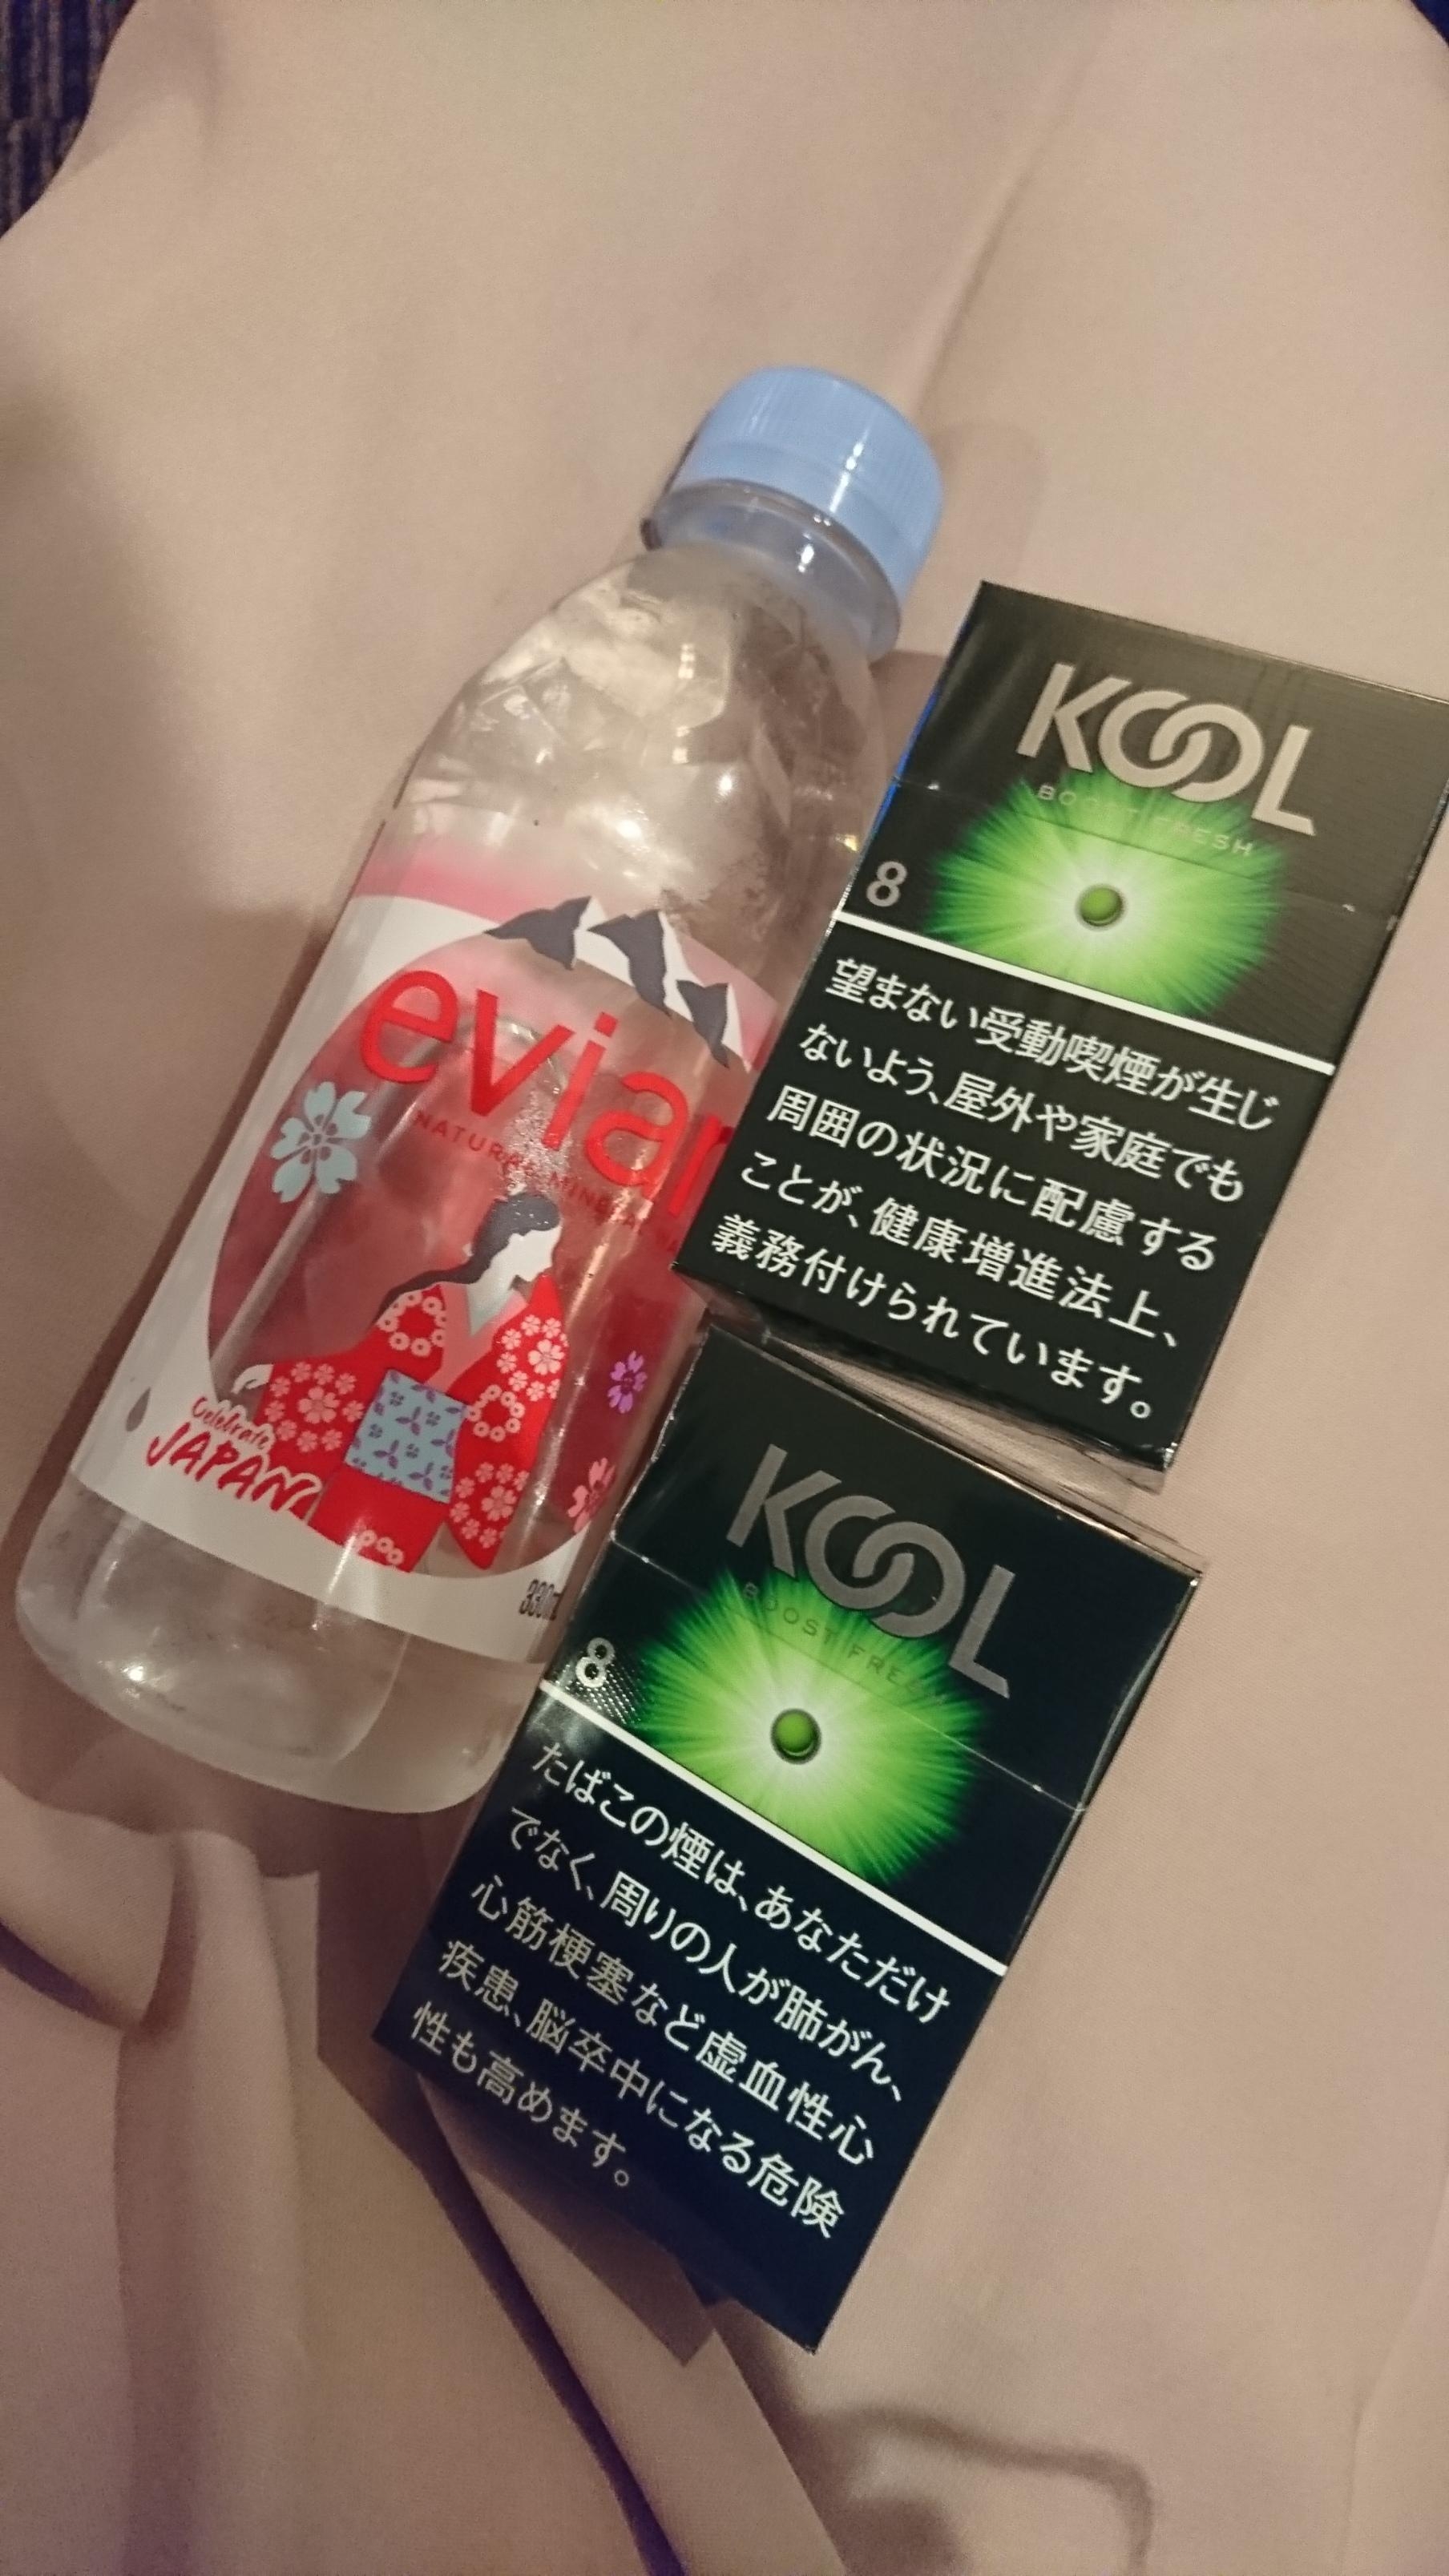 evian
NATURAL MINERAL
Celebrate
JAPAN
330mL
KOOL
BOOST FRESH
8
望まない受動喫煙が生じ
ないよう、屋外や家庭でも
周囲の状況に配慮する
ことが、健康増進法上、
義務付けられています。
KOOL
BOOST FRESH
8
たばこの煙は、あなただけ
でなく、周りの人が肺がん、
心筋梗塞など虚血性心
疾患、脳卒中になる危険
性も高めます。